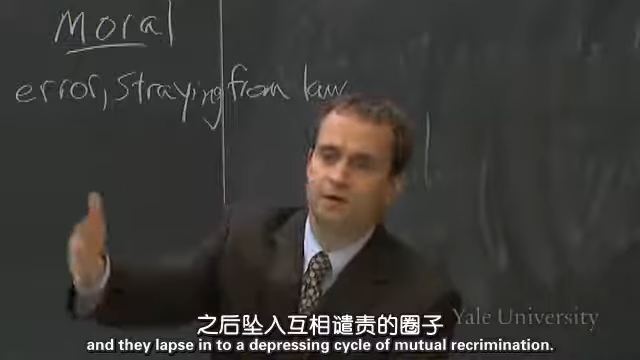 Moral
error, straying from law
之后坠入互相谴责的圈子
Yale University
and they lapse in to a depressing cycle of mutual recrimination.